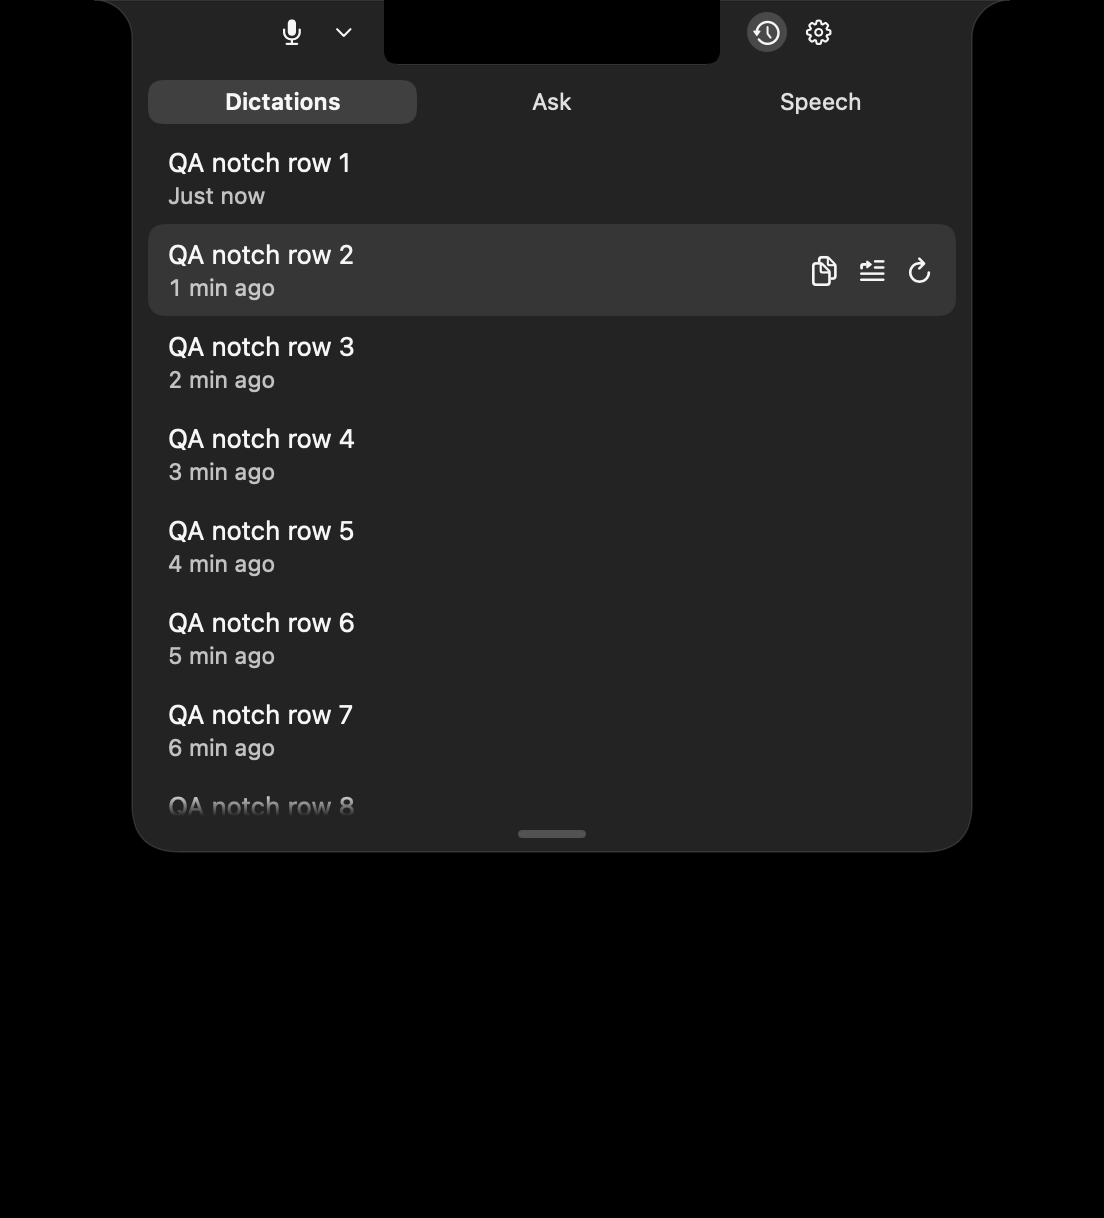 Dictations
Ask
Speech
QA notch row 1
Just now
QA notch row 2
1 min ago
QA notch row 3
2 min ago
QA notch row 4
3 min ago
QA notch row 5
4 min ago
QA notch row 6
5 min ago
QA notch row 7
6 min ago
QA notch row 8